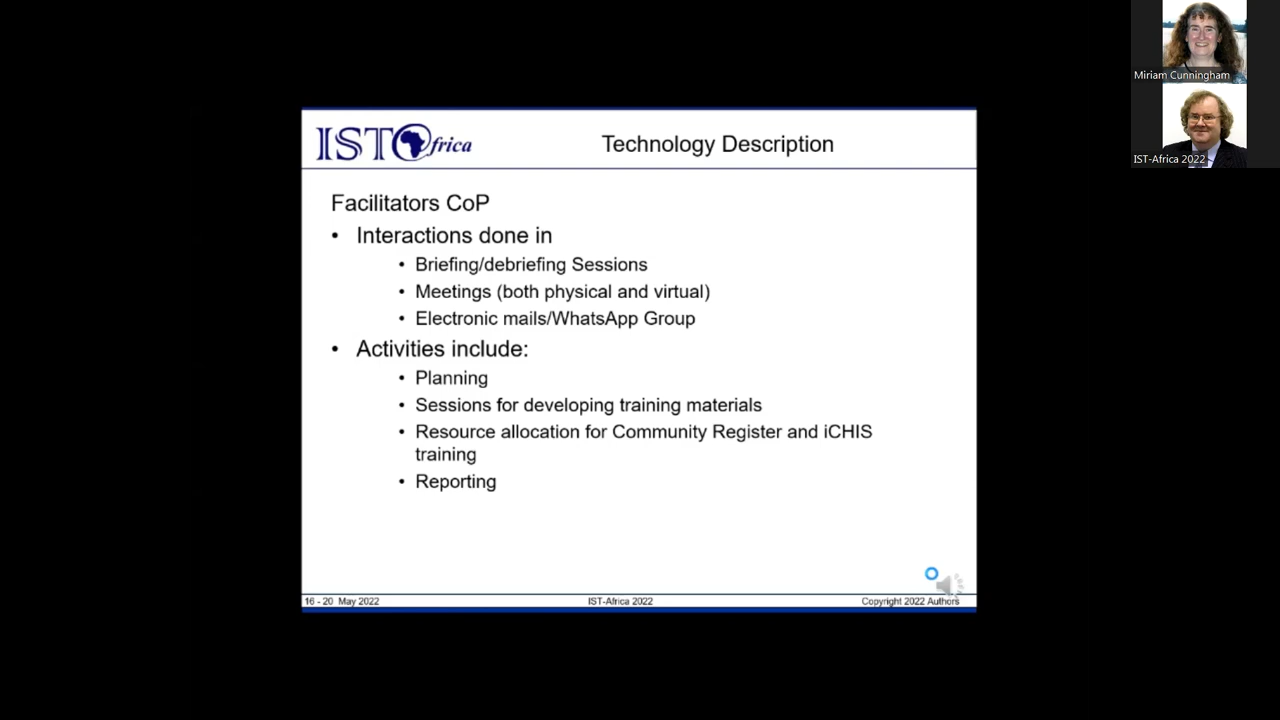 Miriam Cunningham
IST-Africa 2022
ISTAfrica
Technology Description
Facilitators CoP
• Interactions done in
• Briefing/debriefing Sessions
• Meetings (both physical and virtual)
• Electronic mails/WhatsApp Group
• Activities include:
• Planning
• Sessions for developing training materials
• Resource allocation for Community Register and iCHIS
training
• Reporting
16 - 20 May 2022
IST-Africa 2022
Copyright 2022 Authors